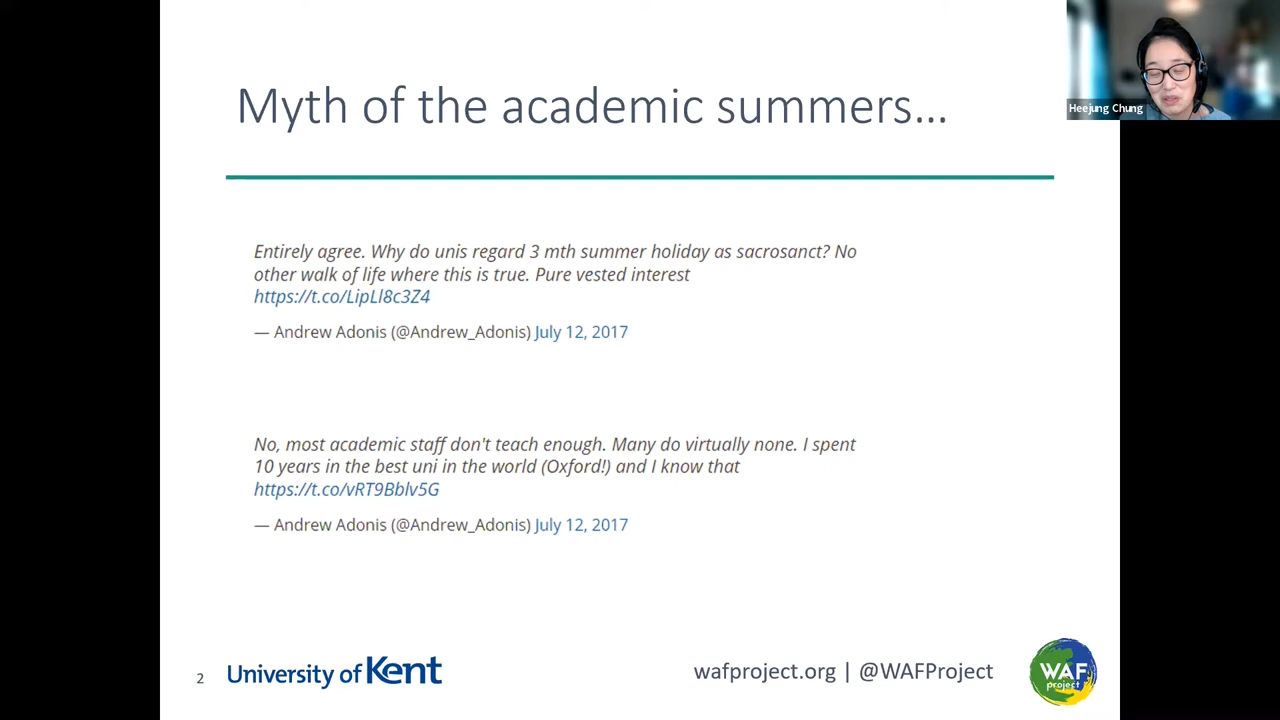 Myth of the academic summers...
Heejung Chung
Entirely agree. Why do unis regard 3 mth summer holiday as sacrosanct? No
other walk of life where this is true. Pure vested interest
https://t.co/LipLl8c3Z4
— Andrew Adonis (@Andrew_Adonis) July 12, 2017
No, most academic staff don't teach enough. Many do virtually none. I spent
10 years in the best uni in the world (Oxford!) and I know that
https://t.co/vRT9Bblv5G
— Andrew Adonis (@Andrew_Adonis) July 12, 2017
2
University of Kent
wafproject.org | @WAFProject
WAF
project